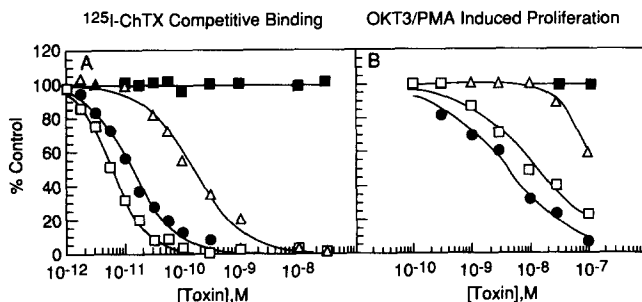 ¹²⁵I-ChTX Competitive Binding OKT3/PMA Induced Proliferation
120
A B
100
80
60
40
20
0
% Control
10-12 10-11 10-10 10-9 10-8 10-10 10-9 10-8 10-7
[Toxin],M [Toxin],M